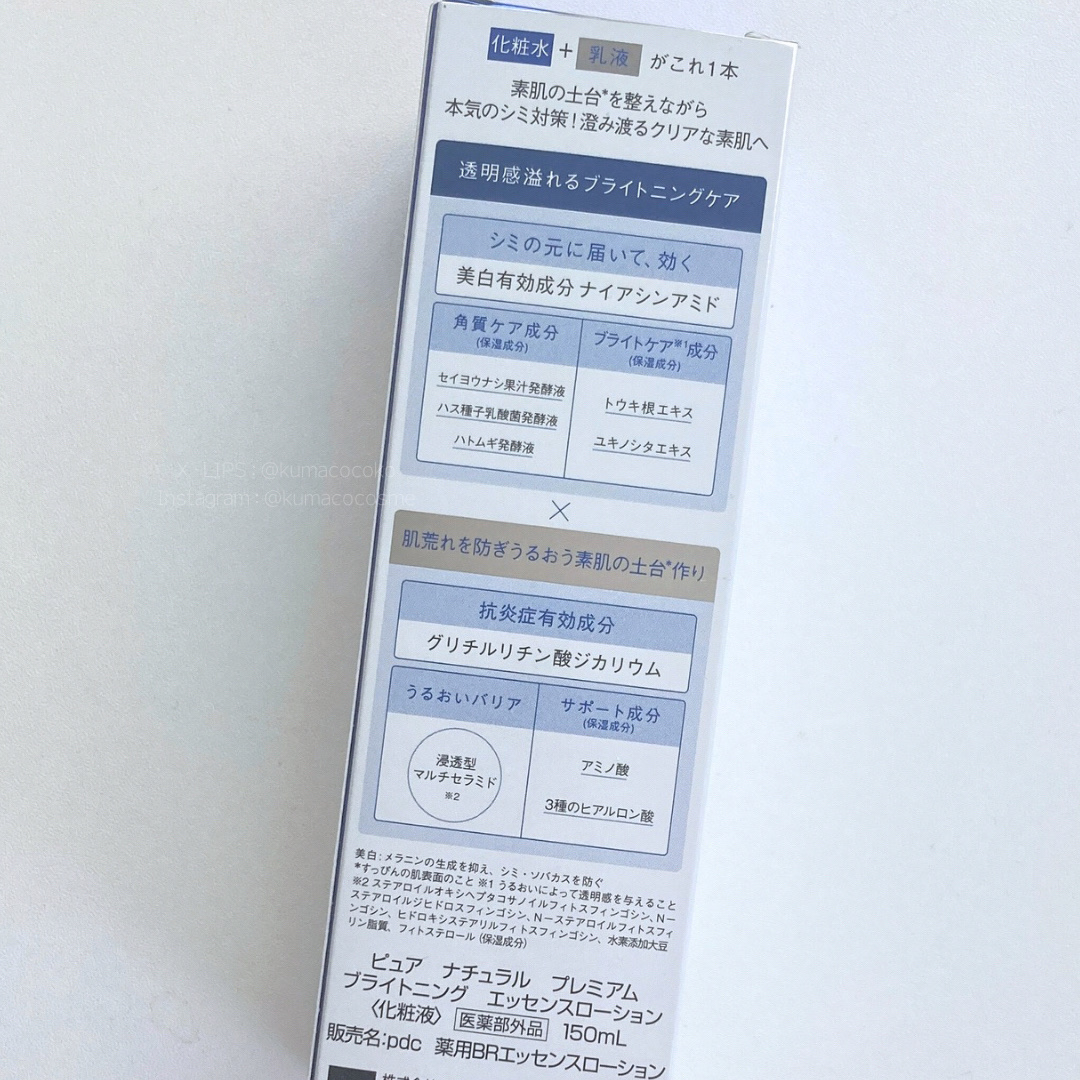 化粧水 + 乳液 がこれ1本
素肌の土台*を整えながら
本気のシミ対策！澄み渡るクリアな素肌へ
透明感溢れるブライトニングケア
シミの元に届いて、効く
美白有効成分 ナイアシンアミド
角質ケア成分
(保湿成分)
セイヨウナシ果汁発酵液
ハス種子乳酸菌発酵液
ハトムギ発酵液
ブライトケア※1成分
(保湿成分)
トウキ根エキス
ユキノシタエキス
X・LIPS : @kumacocoko
Instagram : @kumacocosme
×
肌荒れを防ぎうるおう素肌の土台*作り
抗炎症有効成分
グリチルリチン酸ジカリウム
うるおいバリア
浸透型
マルチセラミド
※2
サポート成分
(保湿成分)
アミノ酸
3種のヒアルロン酸
美白：メラニンの生成を抑え、シミ・ソバカスを防ぐ
*すっぴんの肌表面のこと ※1 うるおいによって透明感を与えること
※2 ステアロイルオキシヘプタコサノイルフィトスフィンゴシン、N－
ステアロイルジヒドロスフィンゴシン、N－ステアロイルフィトスフィ
ンゴシン、ヒドロキシステアリルフィトスフィンゴシン、水素添加大豆
リン脂質、フィトステロール (保湿成分)
ピュア ナチュラル プレミアム
ブライトニング エッセンスローション
〈化粧液〉 医薬部外品 150mL
販売名:pdc 薬用BRエッセンスローション